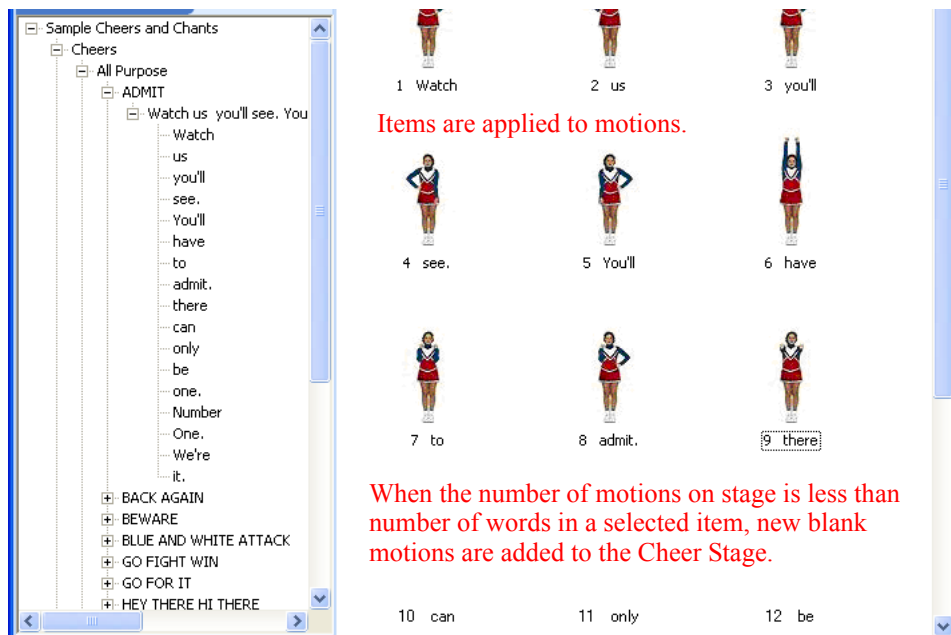 Sample Cheers and Chants
Cheers
All Purpose
ADMIT
Watch us  you'll see. You
Watch
us
you'll
see.
You'll
have
to
admit.
there
can
only
be
one.
Number
One.
We're
it.
BACK AGAIN
BEWARE
BLUE AND WHITE ATTACK
GO FIGHT WIN
GO FOR IT
HEY THERE HI THERE
1 Watch
2 us
3 you'll
Items are applied to motions.
4 see.
5 You'll
6 have
7 to
8 admit.
9 there
When the number of motions on stage is less than
number of words in a selected item, new blank
motions are added to the Cheer Stage.
10 can
11 only
12 be